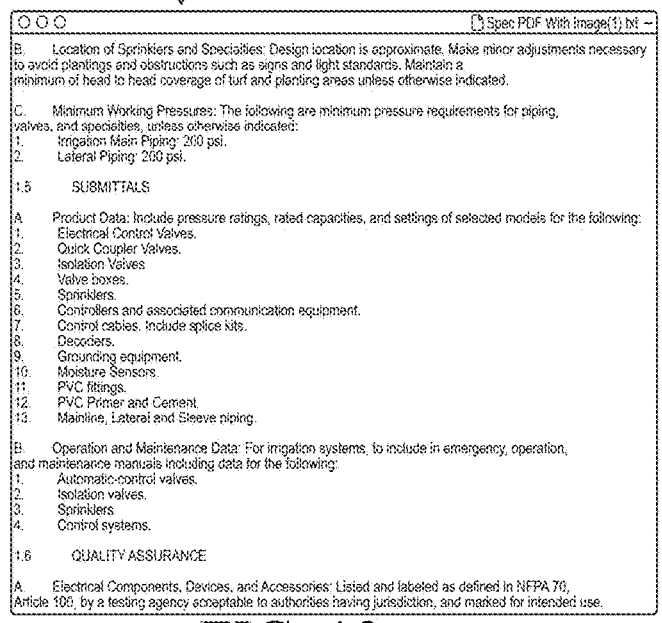 Spec PDF With Image(1).txt
B. Location of Sprinklers and Specialties: Design location is approximate. Make minor adjustments necessary
to avoid plantings and obstructions such as signs and light standards. Maintain a
minimum of head to head coverage of turf and planting areas unless otherwise indicated.
C. Minimum Working Pressures: The following are minimum pressure requirements for piping,
valves, and specialties, unless otherwise indicated:
1. Irrigation Main Piping: 200 psi.
2. Lateral Piping: 200 psi.
1.5 SUBMITTALS
A Product Data: Include pressure ratings, rated capacities, and settings of selected models for the following:
1. Electrical Control Valves.
2. Quick Coupler Valves.
3. Isolation Valves
4. Valve boxes.
5. Sprinklers.
6. Controllers and associated communication equipment.
7. Control cables. Include splice kits.
8. Decoders.
9. Grounding equipment.
10. Moisture Sensors.
11. PVC fittings.
12. PVC Primer and Cement.
13. Mainline, Lateral and Sleeve piping.
B. Operation and Maintenance Data: For irrigation systems, to include in emergency, operation,
and maintenance manuals including data for the following:
1. Automatic-control valves.
2. Isolation valves.
3. Sprinklers
4. Control systems.
1.6 QUALITY ASSURANCE
A. Electrical Components, Devices, and Accessories: Listed and labeled as defined in NFPA 70,
Article 100, by a testing agency acceptable to authorities having jurisdiction, and marked for intended use.